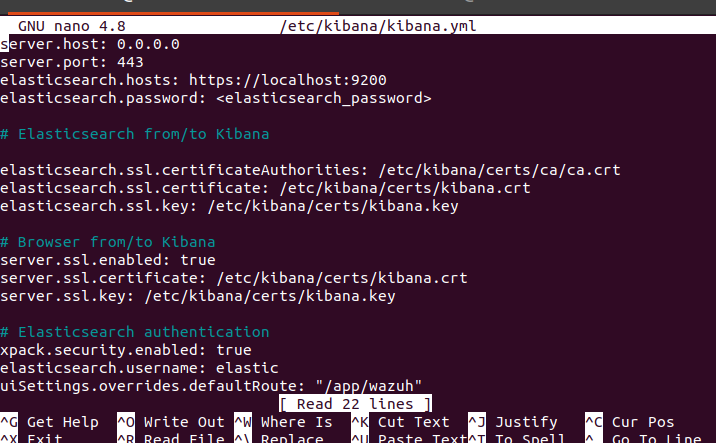 GNU nano 4.8 /etc/kibana/kibana.yml
server.host: 0.0.0.0
server.port: 443
elasticsearch.hosts: https://localhost:9200
elasticsearch.password: <elasticsearch_password>
# Elasticsearch from/to Kibana
elasticsearch.ssl.certificateAuthorities: /etc/kibana/certs/ca/ca.crt
elasticsearch.ssl.certificate: /etc/kibana/certs/kibana.crt
elasticsearch.ssl.key: /etc/kibana/certs/kibana.key
# Browser from/to Kibana
server.ssl.enabled: true
server.ssl.certificate: /etc/kibana/certs/kibana.crt
server.ssl.key: /etc/kibana/certs/kibana.key
# Elasticsearch authentication
xpack.security.enabled: true
elasticsearch.username: elastic
uiSettings.overrides.defaultRoute: "/app/wazuh"
[ Read 22 lines ]
^G Get Help ^O Write Out ^W Where Is ^K Cut Text ^J Justify ^C Cur Pos
^X Exit ^R Read File ^\ Replace ^U Paste Text ^T To Spell ^_ Go To Line